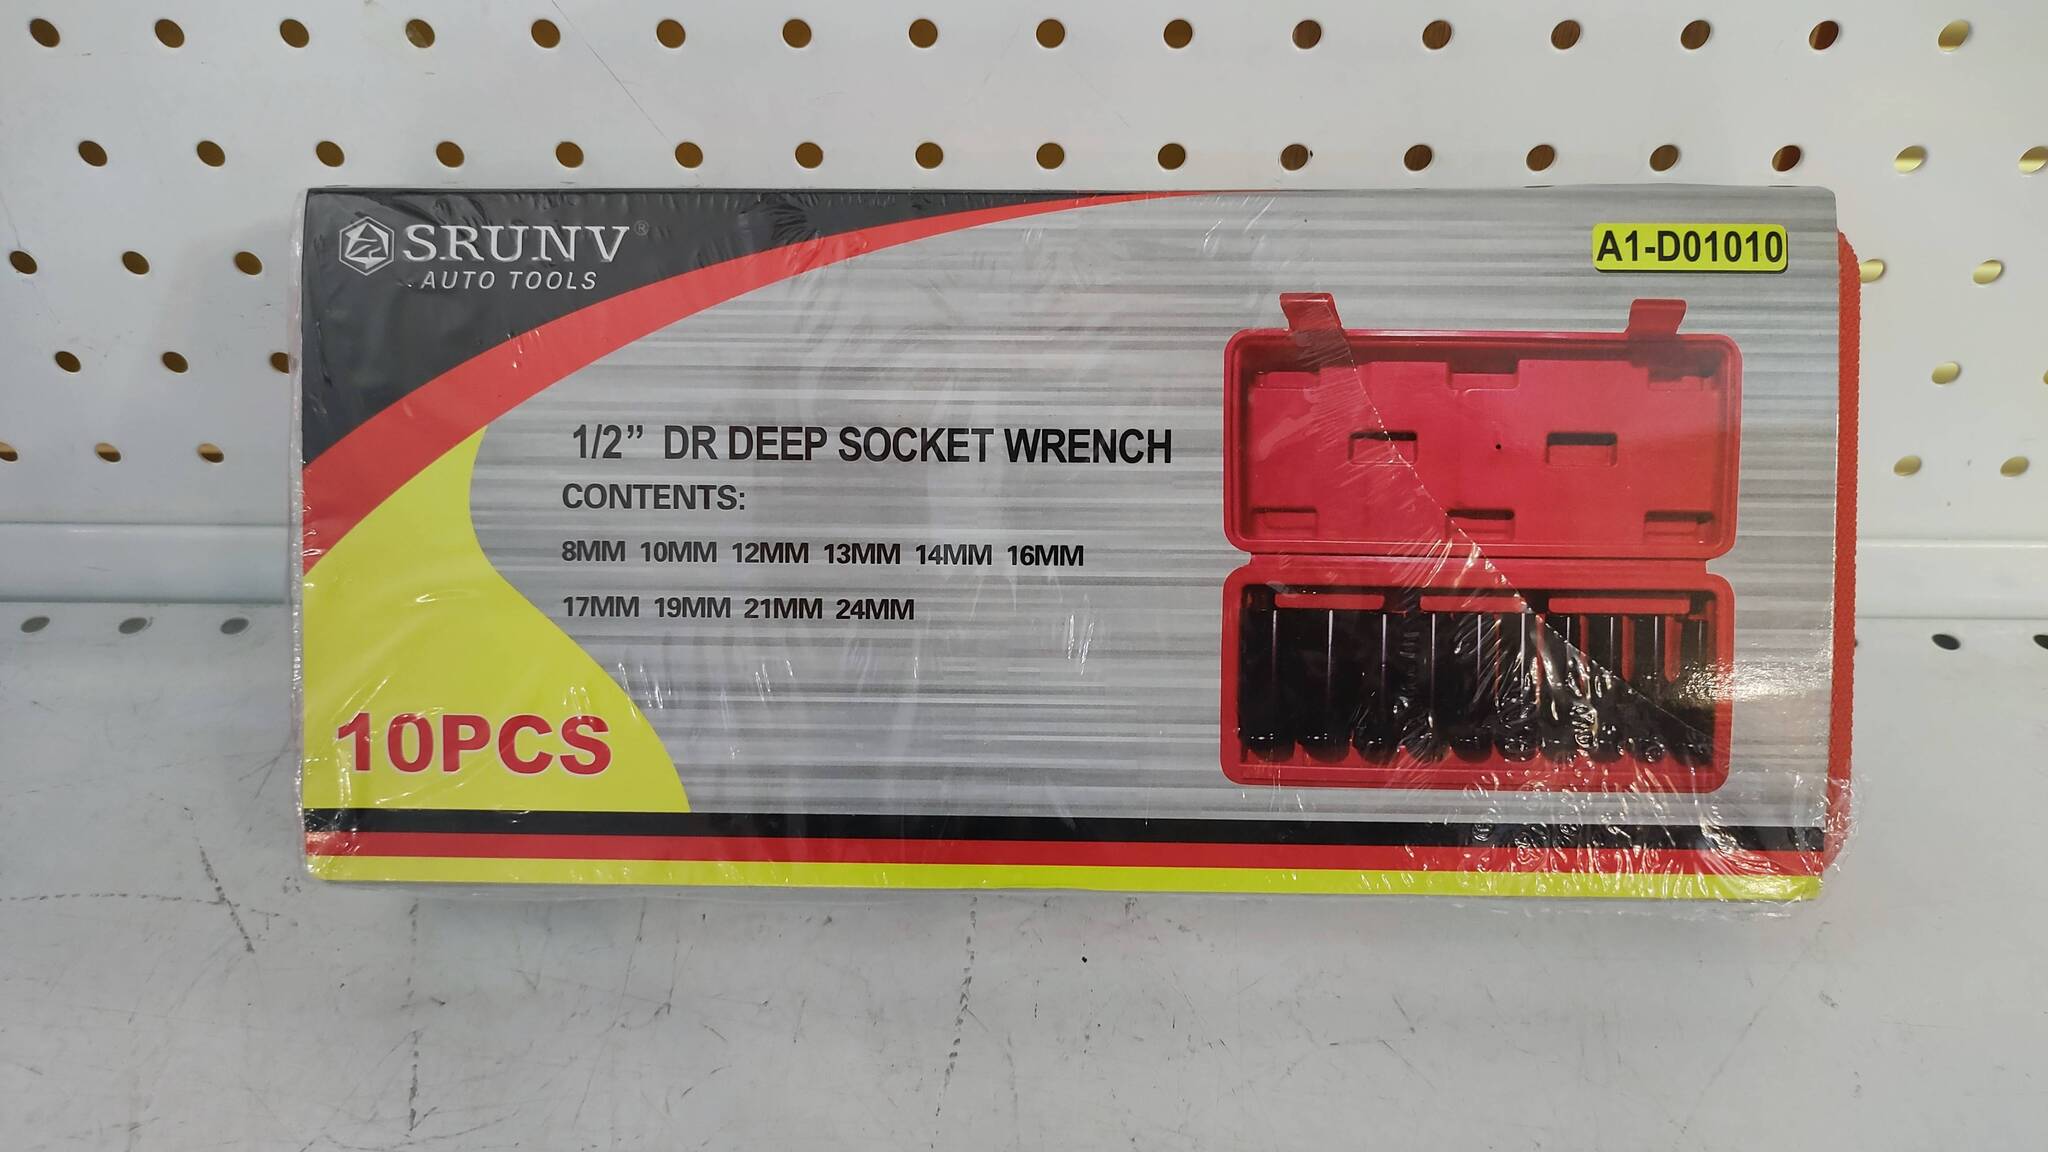 SRUNV®
AUTO TOOLS
A1-D01010
1/2” DR DEEP SOCKET WRENCH
CONTENTS:
8MM 10MM 12MM 13MM 14MM 16MM
17MM 19MM 21MM 24MM
10PCS